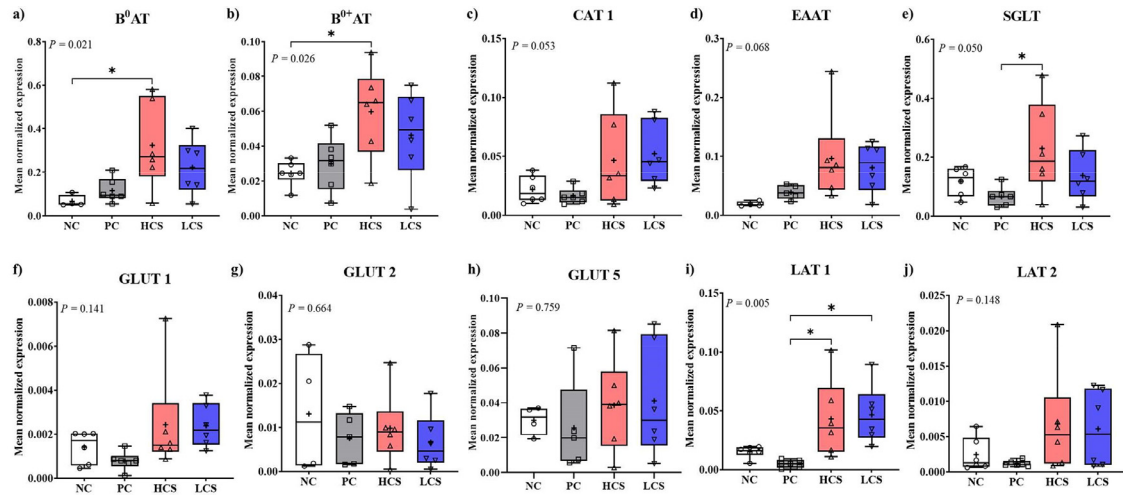 a)
B⁰AT
P = 0.021
*
Mean normalized expression
0.8
0.6
0.4
0.2
0.0
NC PC HCS LCS
b)
B⁰⁺AT
P = 0.026
*
Mean normalized expression
0.10
0.08
0.06
0.04
0.02
0.00
NC PC HCS LCS
c)
CAT 1
P = 0.053
Mean normalized expression
0.15
0.10
0.05
0.00
NC PC HCS LCS
d)
EAAT
P = 0.068
Mean normalized expression
0.3
0.2
0.1
0.0
NC PC HCS LCS
e)
SGLT
P = 0.050
*
Mean normalized expression
0.6
0.4
0.2
0.0
NC PC HCS LCS
f)
GLUT 1
P = 0.141
Mean normalized expression
0.008
0.006
0.004
0.002
0.000
NC PC HCS LCS
g)
GLUT 2
P = 0.664
Mean normalized expression
0.04
0.03
0.02
0.01
0.00
NC PC HCS LCS
h)
GLUT 5
P = 0.759
Mean normalized expression
0.10
0.08
0.06
0.04
0.02
0.00
NC PC HCS LCS
i)
LAT 1
P = 0.005
*
*
Mean normalized expression
0.15
0.10
0.05
0.00
NC PC HCS LCS
j)
LAT 2
P = 0.148
Mean normalized expression
0.025
0.020
0.015
0.010
0.005
0.000
NC PC HCS LCS